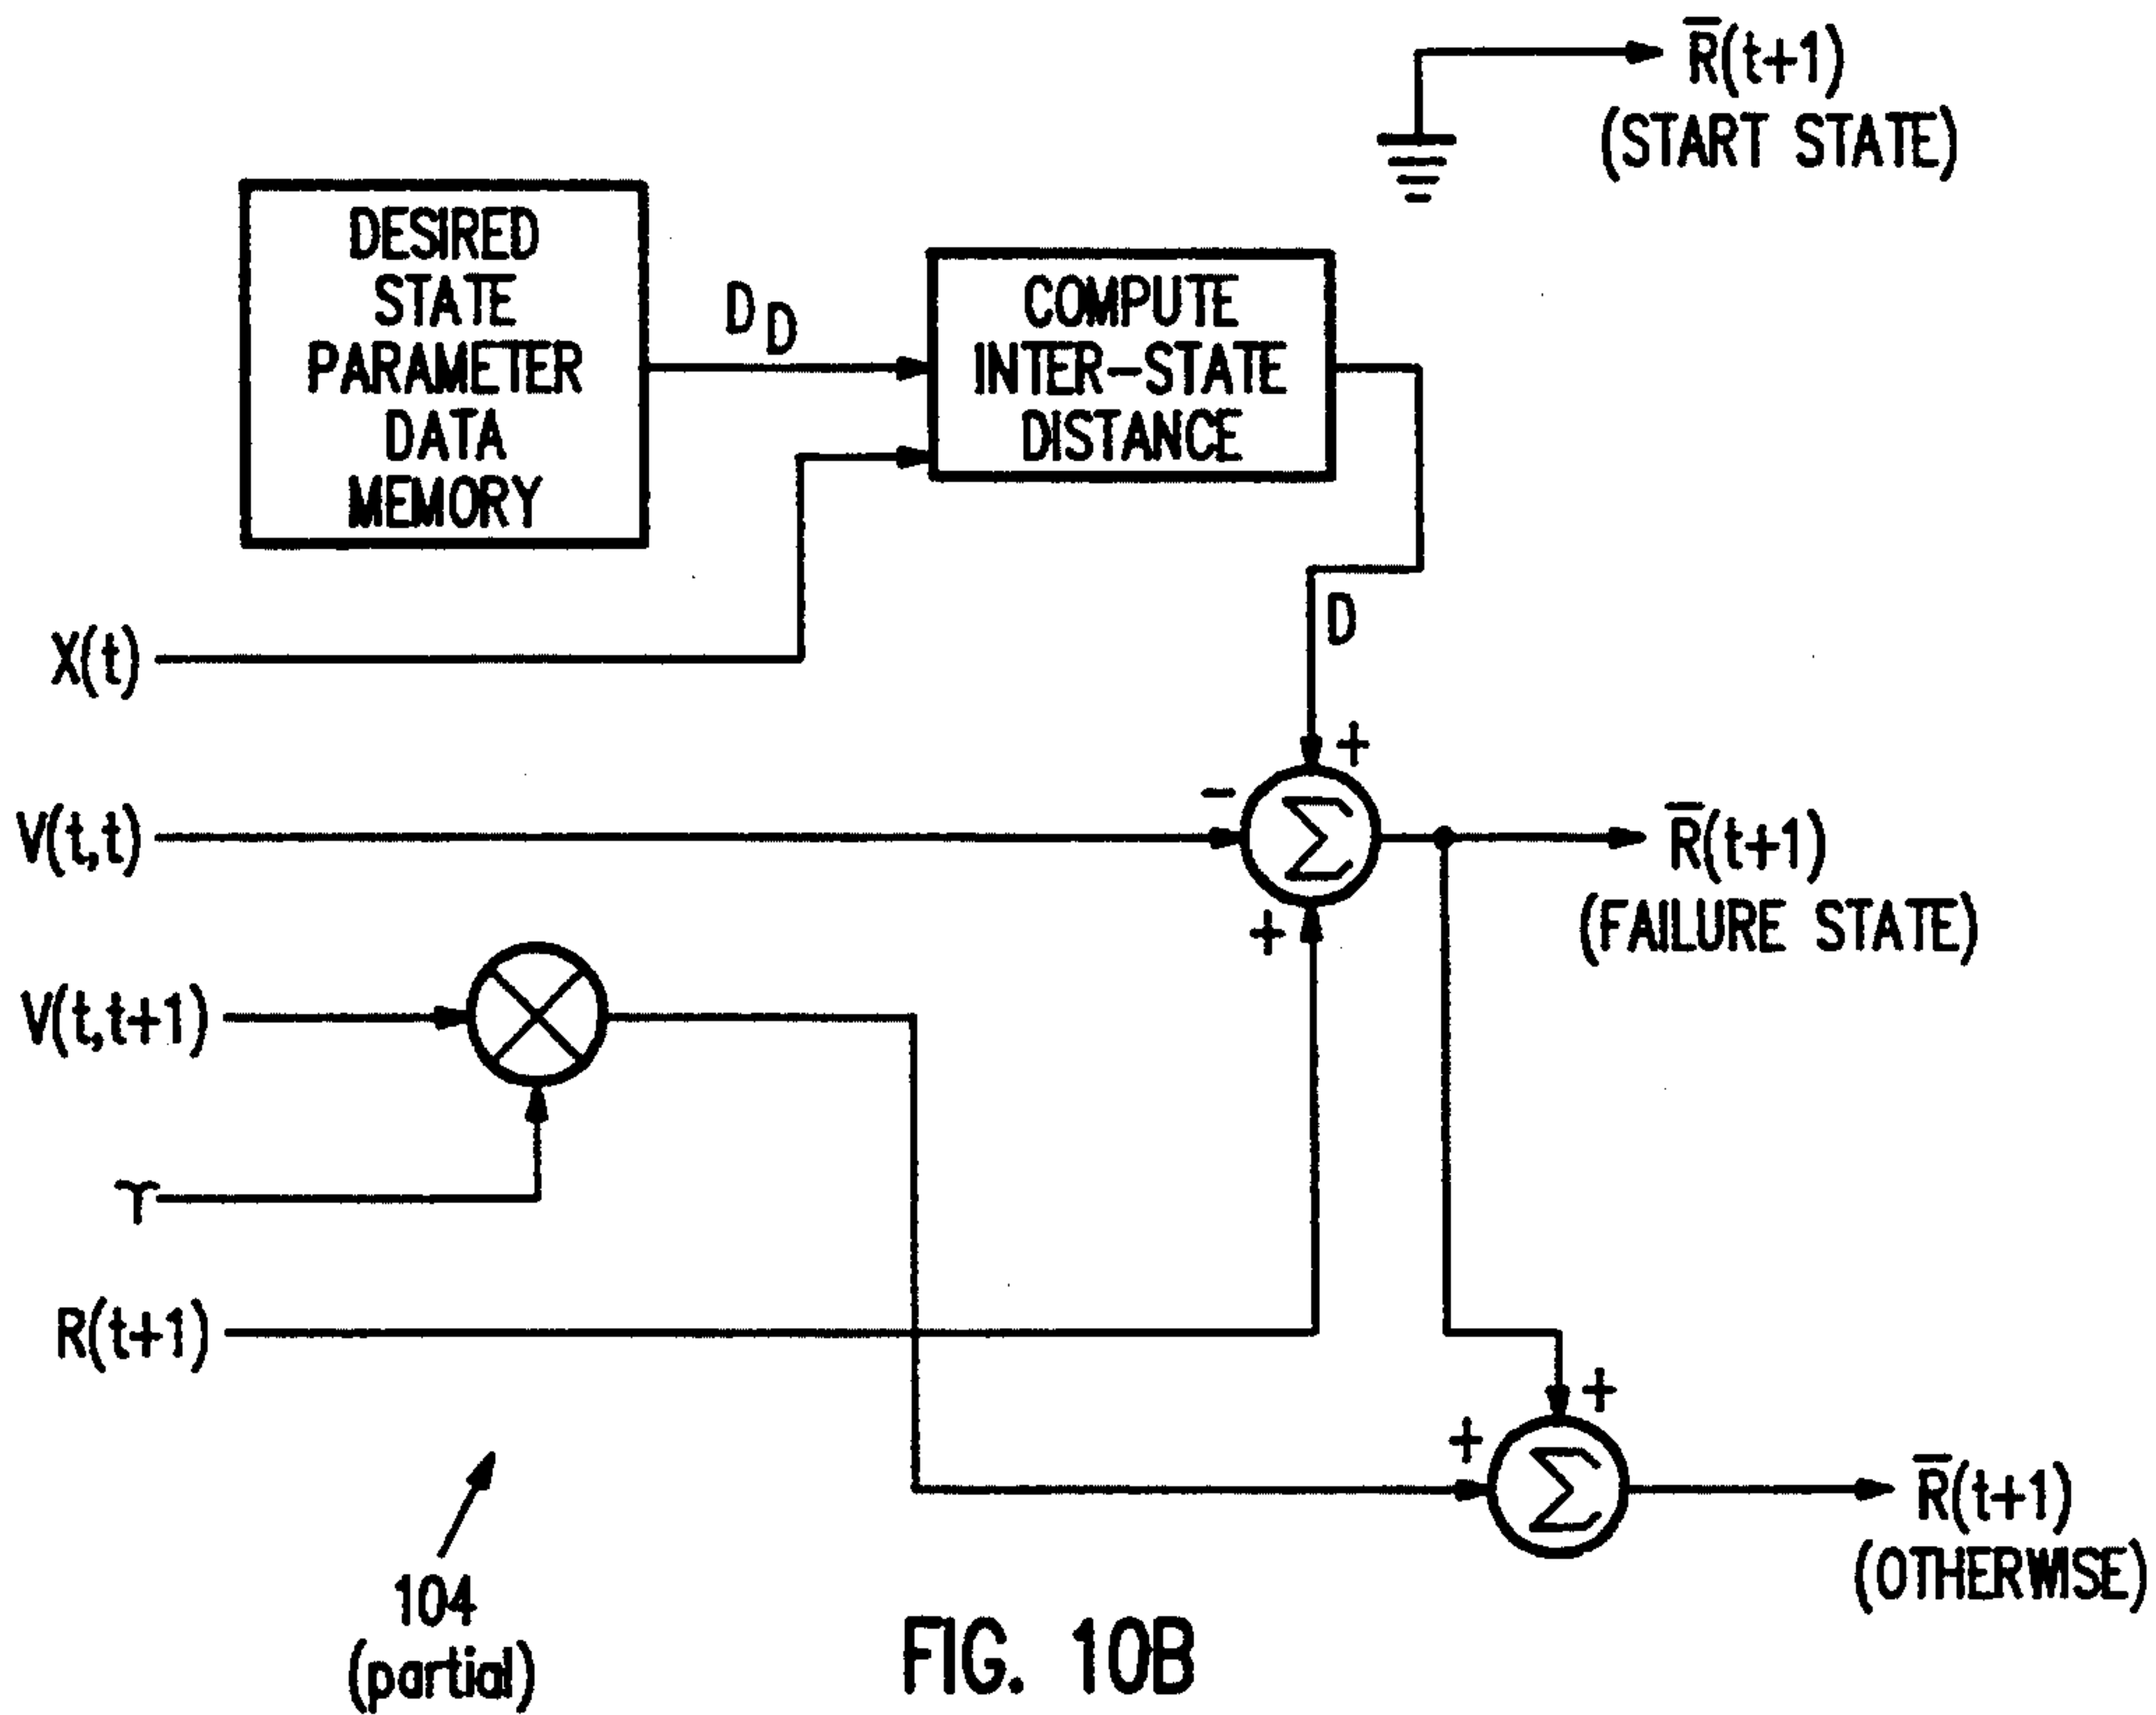 R̅(t+1)
(START STATE)
DESIRED
STATE
PARAMETER
DATA
MEMORY
D_D
COMPUTE
INTER-STATE
DISTANCE
X(t)
D
+
-
V(t,t)
Σ
R̅(t+1)
(FAILURE STATE)
+
V(t,t+1)
ϒ
R(t+1)
+
+
Σ
R̅(t+1)
(OTHERWISE)
104
(partial)
FIG. 10B